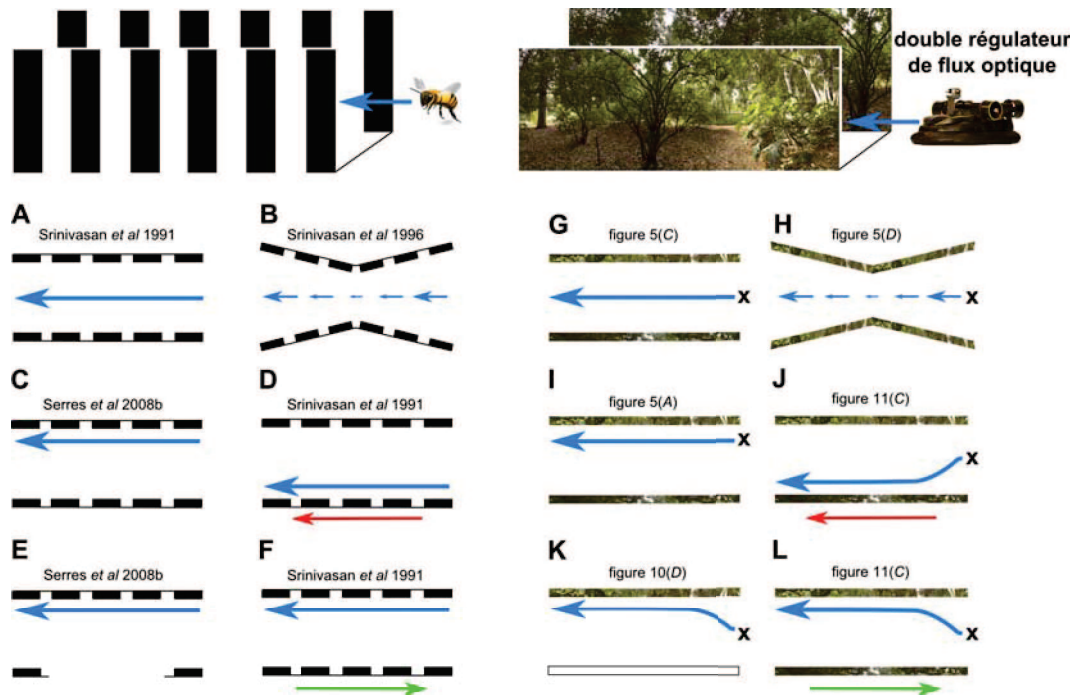 double régulateur
de flux optique
A
Srinivasan et al 1991
B
Srinivasan et al 1996
G
figure 5(C)
H
figure 5(D)
x
x
C
Serres et al 2008b
D
Srinivasan et al 1991
I
figure 5(A)
J
figure 11(C)
x
x
E
Serres et al 2008b
F
Srinivasan et al 1991
K
figure 10(D)
L
figure 11(C)
x
x